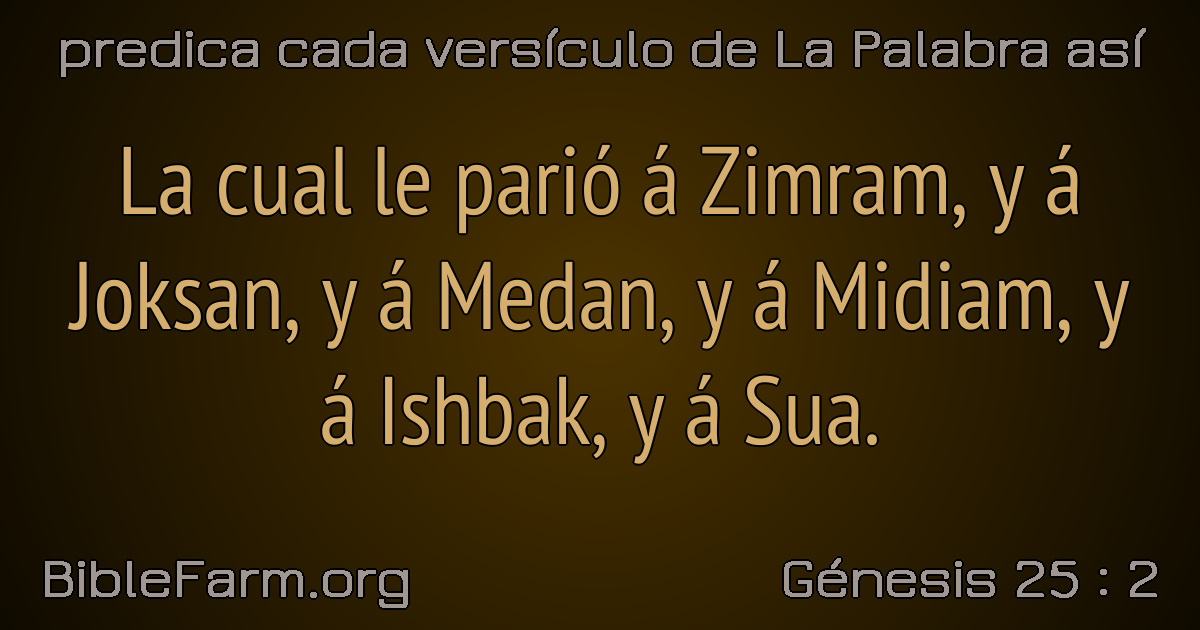 predica cada versículo de La Palabra así
La cual le parió á Zimram, y á
Joksan, y á Medan, y á Midiam, y
á Ishbak, y á Sua.
BibleFarm.org
Génesis 25 : 2